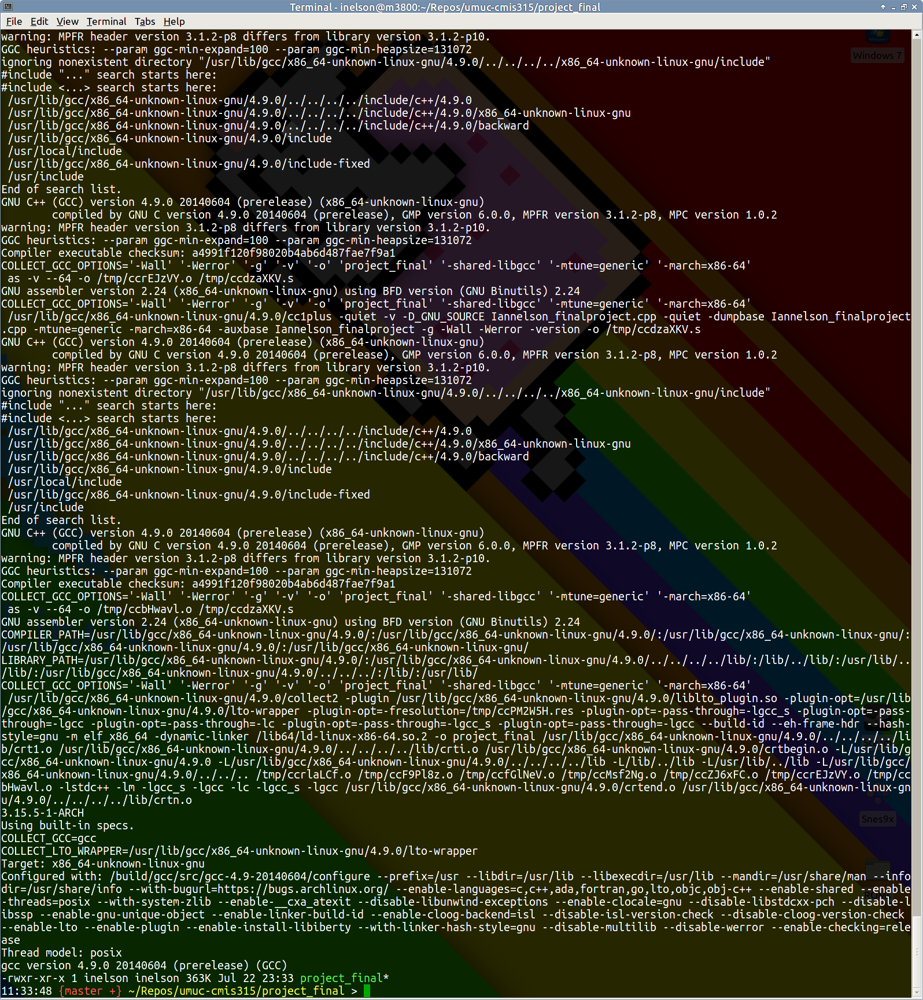 Terminal - inelson@m3800:~/Repos/umuc-cmis315/project_final
File Edit View Terminal Tabs Help
warning: MPFR header version 3.1.2-p8 differs from library version 3.1.2-p10.
GGC heuristics: --param ggc-min-expand=100 --param ggc-min-heapsize=131072
ignoring nonexistent directory "/usr/lib/gcc/x86_64-unknown-linux-gnu/4.9.0/../../../../x86_64-unknown-linux-gnu/include"
#include "..." search starts here:
#include <...> search starts here:
 /usr/lib/gcc/x86_64-unknown-linux-gnu/4.9.0/../../../../include/c++/4.9.0
 /usr/lib/gcc/x86_64-unknown-linux-gnu/4.9.0/../../../../include/c++/4.9.0/x86_64-unknown-linux-gnu
 /usr/lib/gcc/x86_64-unknown-linux-gnu/4.9.0/../../../../include/c++/4.9.0/backward
 /usr/lib/gcc/x86_64-unknown-linux-gnu/4.9.0/include
 /usr/local/include
 /usr/lib/gcc/x86_64-unknown-linux-gnu/4.9.0/include-fixed
 /usr/include
End of search list.
GNU C++ (GCC) version 4.9.0 20140604 (prerelease) (x86_64-unknown-linux-gnu)
        compiled by GNU C version 4.9.0 20140604 (prerelease), GMP version 6.0.0, MPFR version 3.1.2-p8, MPC version 1.0.2
warning: MPFR header version 3.1.2-p8 differs from library version 3.1.2-p10.
GGC heuristics: --param ggc-min-expand=100 --param ggc-min-heapsize=131072
Compiler executable checksum: a4991f120f98020b4ab6d487fae7f9a1
COLLECT_GCC_OPTIONS='-Wall' '-Werror' '-g' '-v' '-o' 'project_final' '-shared-libgcc' '-mtune=generic' '-march=x86-64'
 as -v --64 -o /tmp/ccrEJzVY.o /tmp/ccdzaXKV.s
GNU assembler version 2.24 (x86_64-unknown-linux-gnu) using BFD version (GNU Binutils) 2.24
COLLECT_GCC_OPTIONS='-Wall' '-Werror' '-g' '-v' '-o' 'project_final' '-shared-libgcc' '-mtune=generic' '-march=x86-64'
 /usr/lib/gcc/x86_64-unknown-linux-gnu/4.9.0/cc1plus -quiet -v -D_GNU_SOURCE Iannelson_finalproject.cpp -quiet -dumpbase Iannelson_finalproject
.cpp -mtune=generic -march=x86-64 -auxbase Iannelson_finalproject -g -Wall -Werror -version -o /tmp/ccdzaXKV.s
GNU C++ (GCC) version 4.9.0 20140604 (prerelease) (x86_64-unknown-linux-gnu)
        compiled by GNU C version 4.9.0 20140604 (prerelease), GMP version 6.0.0, MPFR version 3.1.2-p8, MPC version 1.0.2
warning: MPFR header version 3.1.2-p8 differs from library version 3.1.2-p10.
GGC heuristics: --param ggc-min-expand=100 --param ggc-min-heapsize=131072
ignoring nonexistent directory "/usr/lib/gcc/x86_64-unknown-linux-gnu/4.9.0/../../../../x86_64-unknown-linux-gnu/include"
#include "..." search starts here:
#include <...> search starts here:
 /usr/lib/gcc/x86_64-unknown-linux-gnu/4.9.0/../../../../include/c++/4.9.0
 /usr/lib/gcc/x86_64-unknown-linux-gnu/4.9.0/../../../../include/c++/4.9.0/x86_64-unknown-linux-gnu
 /usr/lib/gcc/x86_64-unknown-linux-gnu/4.9.0/../../../../include/c++/4.9.0/backward
 /usr/lib/gcc/x86_64-unknown-linux-gnu/4.9.0/include
 /usr/local/include
 /usr/lib/gcc/x86_64-unknown-linux-gnu/4.9.0/include-fixed
 /usr/include
End of search list.
GNU C++ (GCC) version 4.9.0 20140604 (prerelease) (x86_64-unknown-linux-gnu)
        compiled by GNU C version 4.9.0 20140604 (prerelease), GMP version 6.0.0, MPFR version 3.1.2-p8, MPC version 1.0.2
warning: MPFR header version 3.1.2-p8 differs from library version 3.1.2-p10.
GGC heuristics: --param ggc-min-expand=100 --param ggc-min-heapsize=131072
Compiler executable checksum: a4991f120f98020b4ab6d487fae7f9a1
COLLECT_GCC_OPTIONS='-Wall' '-Werror' '-g' '-v' '-o' 'project_final' '-shared-libgcc' '-mtune=generic' '-march=x86-64'
 as -v --64 -o /tmp/ccbHwavl.o /tmp/ccdzaXKV.s
GNU assembler version 2.24 (x86_64-unknown-linux-gnu) using BFD version (GNU Binutils) 2.24
COMPILER_PATH=/usr/lib/gcc/x86_64-unknown-linux-gnu/4.9.0/:/usr/lib/gcc/x86_64-unknown-linux-gnu/4.9.0/:/usr/lib/gcc/x86_64-unknown-linux-gnu/:
/usr/lib/gcc/x86_64-unknown-linux-gnu/4.9.0/:/usr/lib/gcc/x86_64-unknown-linux-gnu/
LIBRARY_PATH=/usr/lib/gcc/x86_64-unknown-linux-gnu/4.9.0/:/usr/lib/gcc/x86_64-unknown-linux-gnu/4.9.0/../../../../lib/:/lib/../lib/:/usr/lib/..
/lib/:/usr/lib/gcc/x86_64-unknown-linux-gnu/4.9.0/../../../:/lib/:/usr/lib/
COLLECT_GCC_OPTIONS='-Wall' '-Werror' '-g' '-v' '-o' 'project_final' '-shared-libgcc' '-mtune=generic' '-march=x86-64'
 /usr/lib/gcc/x86_64-unknown-linux-gnu/4.9.0/collect2 -plugin /usr/lib/gcc/x86_64-unknown-linux-gnu/4.9.0/liblto_plugin.so -plugin-opt=/usr/lib
/gcc/x86_64-unknown-linux-gnu/4.9.0/lto-wrapper -plugin-opt=-fresolution=/tmp/ccPM2W5H.res -plugin-opt=-pass-through=-lgcc_s -plugin-opt=-pass-
through=-lgcc -plugin-opt=-pass-through=-lc -plugin-opt=-pass-through=-lgcc_s -plugin-opt=-pass-through=-lgcc --build-id --eh-frame-hdr --hash-
style=gnu -m elf_x86_64 -dynamic-linker /lib64/ld-linux-x86-64.so.2 -o project_final /usr/lib/gcc/x86_64-unknown-linux-gnu/4.9.0/../../../../li
b/crt1.o /usr/lib/gcc/x86_64-unknown-linux-gnu/4.9.0/../../../../lib/crti.o /usr/lib/gcc/x86_64-unknown-linux-gnu/4.9.0/crtbegin.o -L/usr/lib/g
cc/x86_64-unknown-linux-gnu/4.9.0 -L/usr/lib/gcc/x86_64-unknown-linux-gnu/4.9.0/../../../../lib -L/lib/../lib -L/usr/lib/../lib -L/usr/lib/gcc/
x86_64-unknown-linux-gnu/4.9.0/../../.. /tmp/ccrlaLCf.o /tmp/ccF9Pl8z.o /tmp/ccfGlNeV.o /tmp/ccMsf2Ng.o /tmp/ccZJ6xFC.o /tmp/ccrEJzVY.o /tmp/cc
bHwavl.o -lstdc++ -lm -lgcc_s -lgcc -lc -lgcc_s -lgcc /usr/lib/gcc/x86_64-unknown-linux-gnu/4.9.0/crtend.o /usr/lib/gcc/x86_64-unknown-linux-gn
u/4.9.0/../../../../lib/crtn.o
3.15.5-1-ARCH
Using built-in specs.
COLLECT_GCC=gcc
COLLECT_LTO_WRAPPER=/usr/lib/gcc/x86_64-unknown-linux-gnu/4.9.0/lto-wrapper
Target: x86_64-unknown-linux-gnu
Configured with: /build/gcc/src/gcc-4.9-20140604/configure --prefix=/usr --libdir=/usr/lib --libexecdir=/usr/lib --mandir=/usr/share/man --info
dir=/usr/share/info --with-bugurl=https://bugs.archlinux.org/ --enable-languages=c,c++,ada,fortran,go,lto,objc,obj-c++ --enable-shared --enable
-threads=posix --with-system-zlib --enable-__cxa_atexit --disable-libunwind-exceptions --enable-clocale=gnu --disable-libstdcxx-pch --disable-l
ibssp --enable-gnu-unique-object --enable-linker-build-id --enable-cloog-backend=isl --disable-isl-version-check --disable-cloog-version-check 
--enable-lto --enable-plugin --enable-install-libiberty --with-linker-hash-style=gnu --disable-multilib --disable-werror --enable-checking=rele
ase
Thread model: posix
gcc version 4.9.0 20140604 (prerelease) (GCC)
-rwxr-xr-x 1 inelson inelson 363K Jul 22 23:33 project_final*
11:33:48 {master +} ~/Repos/umuc-cmis315/project_final >
Windows 7
Snes9x